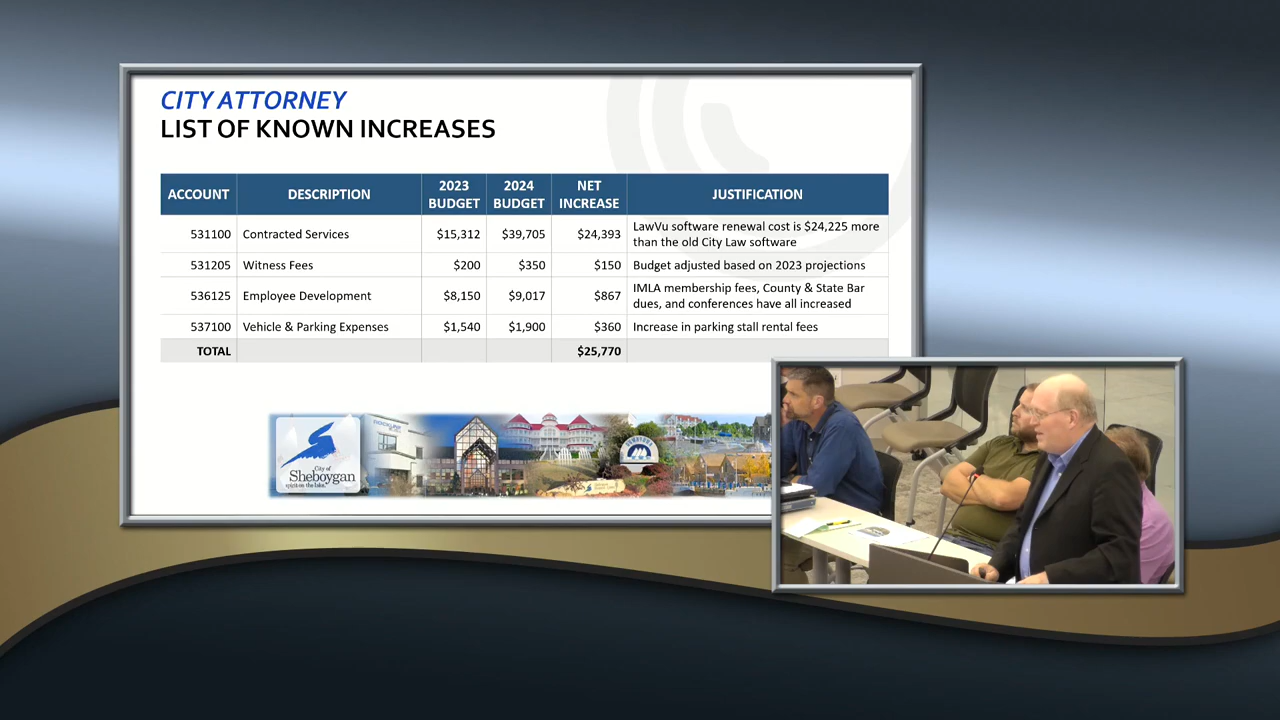 CITY ATTORNEY
LIST OF KNOWN INCREASES
ACCOUNT DESCRIPTION 2023 BUDGET 2024 BUDGET NET INCREASE JUSTIFICATION
531100 Contracted Services $15,312 $39,705 $24,393 LawVu software renewal cost is $24,225 more
than the old City Law software
531205 Witness Fees $200 $350 $150 Budget adjusted based on 2023 projections
536125 Employee Development $8,150 $9,017 $867 IMLA membership fees, County & State Bar
dues, and conferences have all increased
537100 Vehicle & Parking Expenses $1,540 $1,900 $360 Increase in parking stall rental fees
TOTAL $25,770
City of
Sheboygan
spirit on the lake.